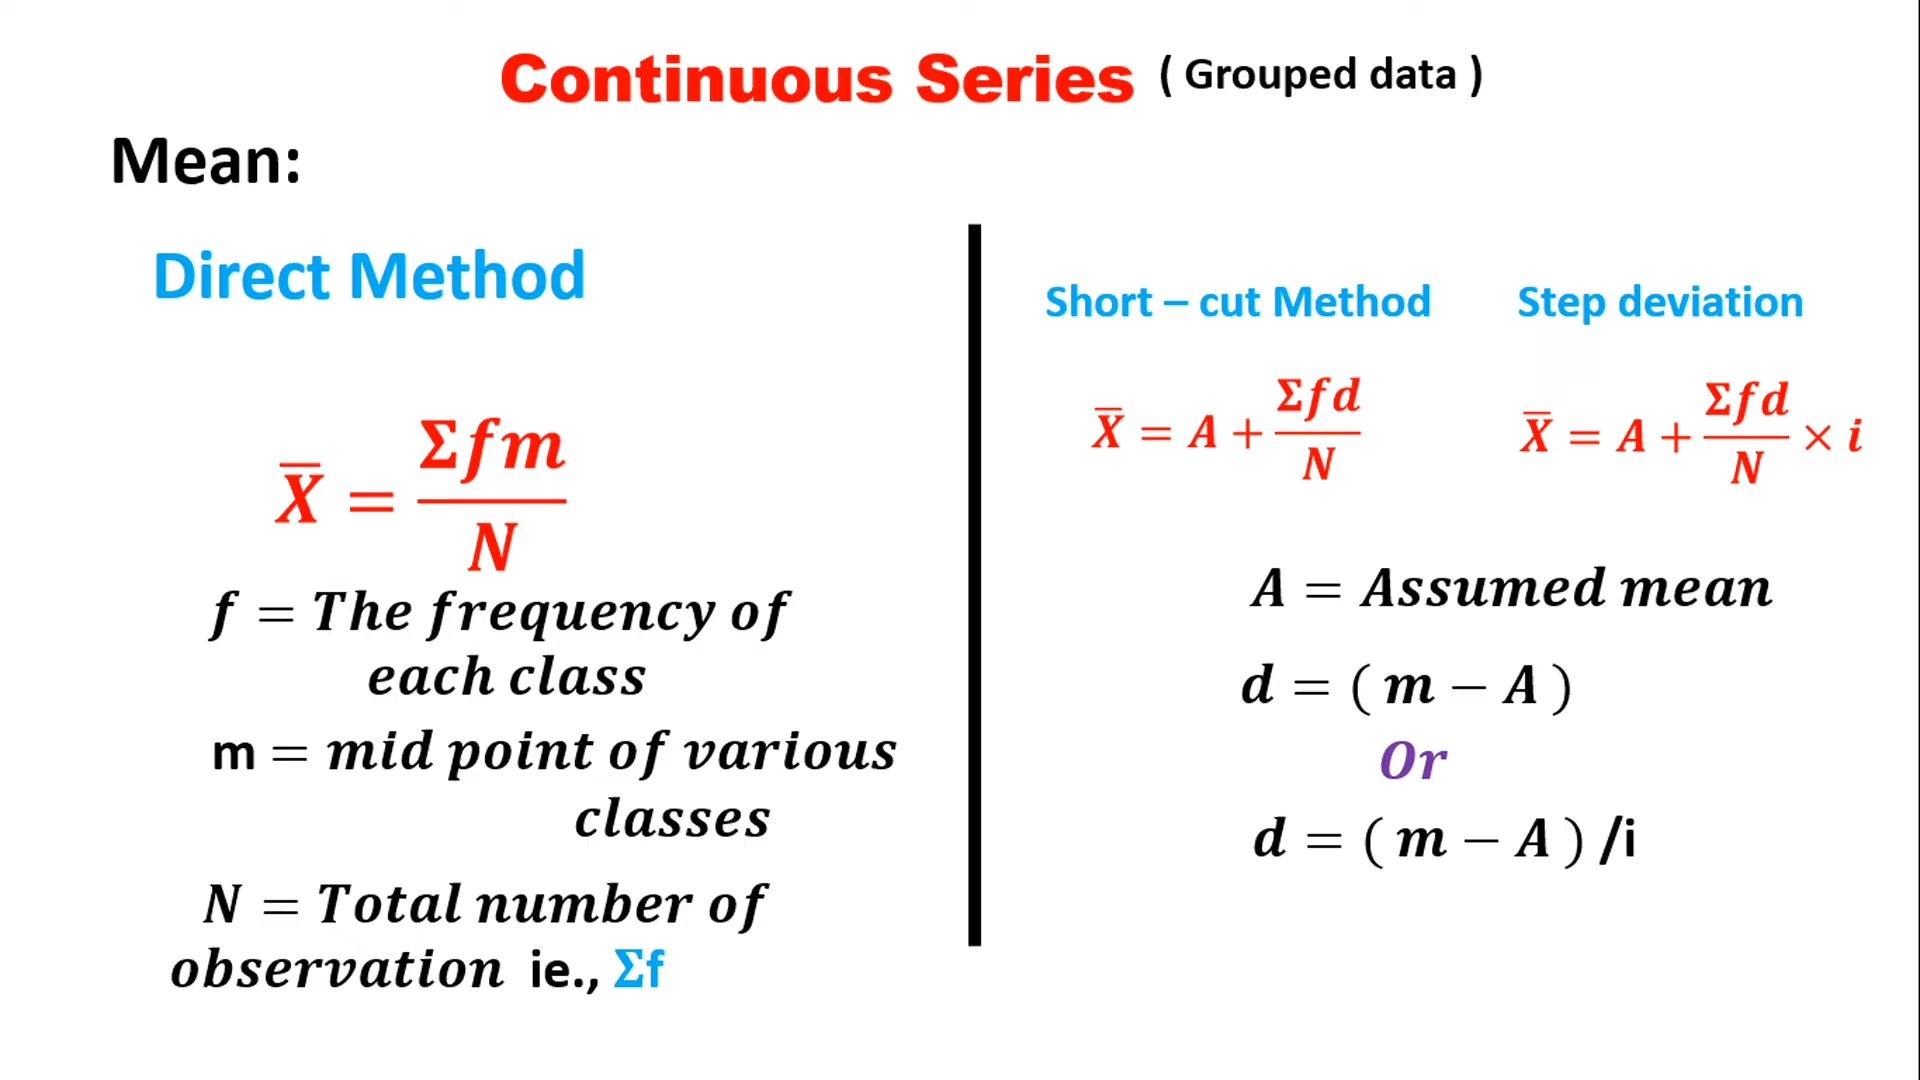 Continuous Series ( Grouped data )
Mean:
Direct Method
X̅ = Σfm / N
f = The frequency of
each class
m = mid point of various
classes
N = Total number of
observation ie., Σf
Short – cut Method
X̅ = A + Σfd / N
Step deviation
X̅ = A + Σfd / N × i
A = Assumed mean
d = ( m − A )
Or
d = ( m − A ) /i